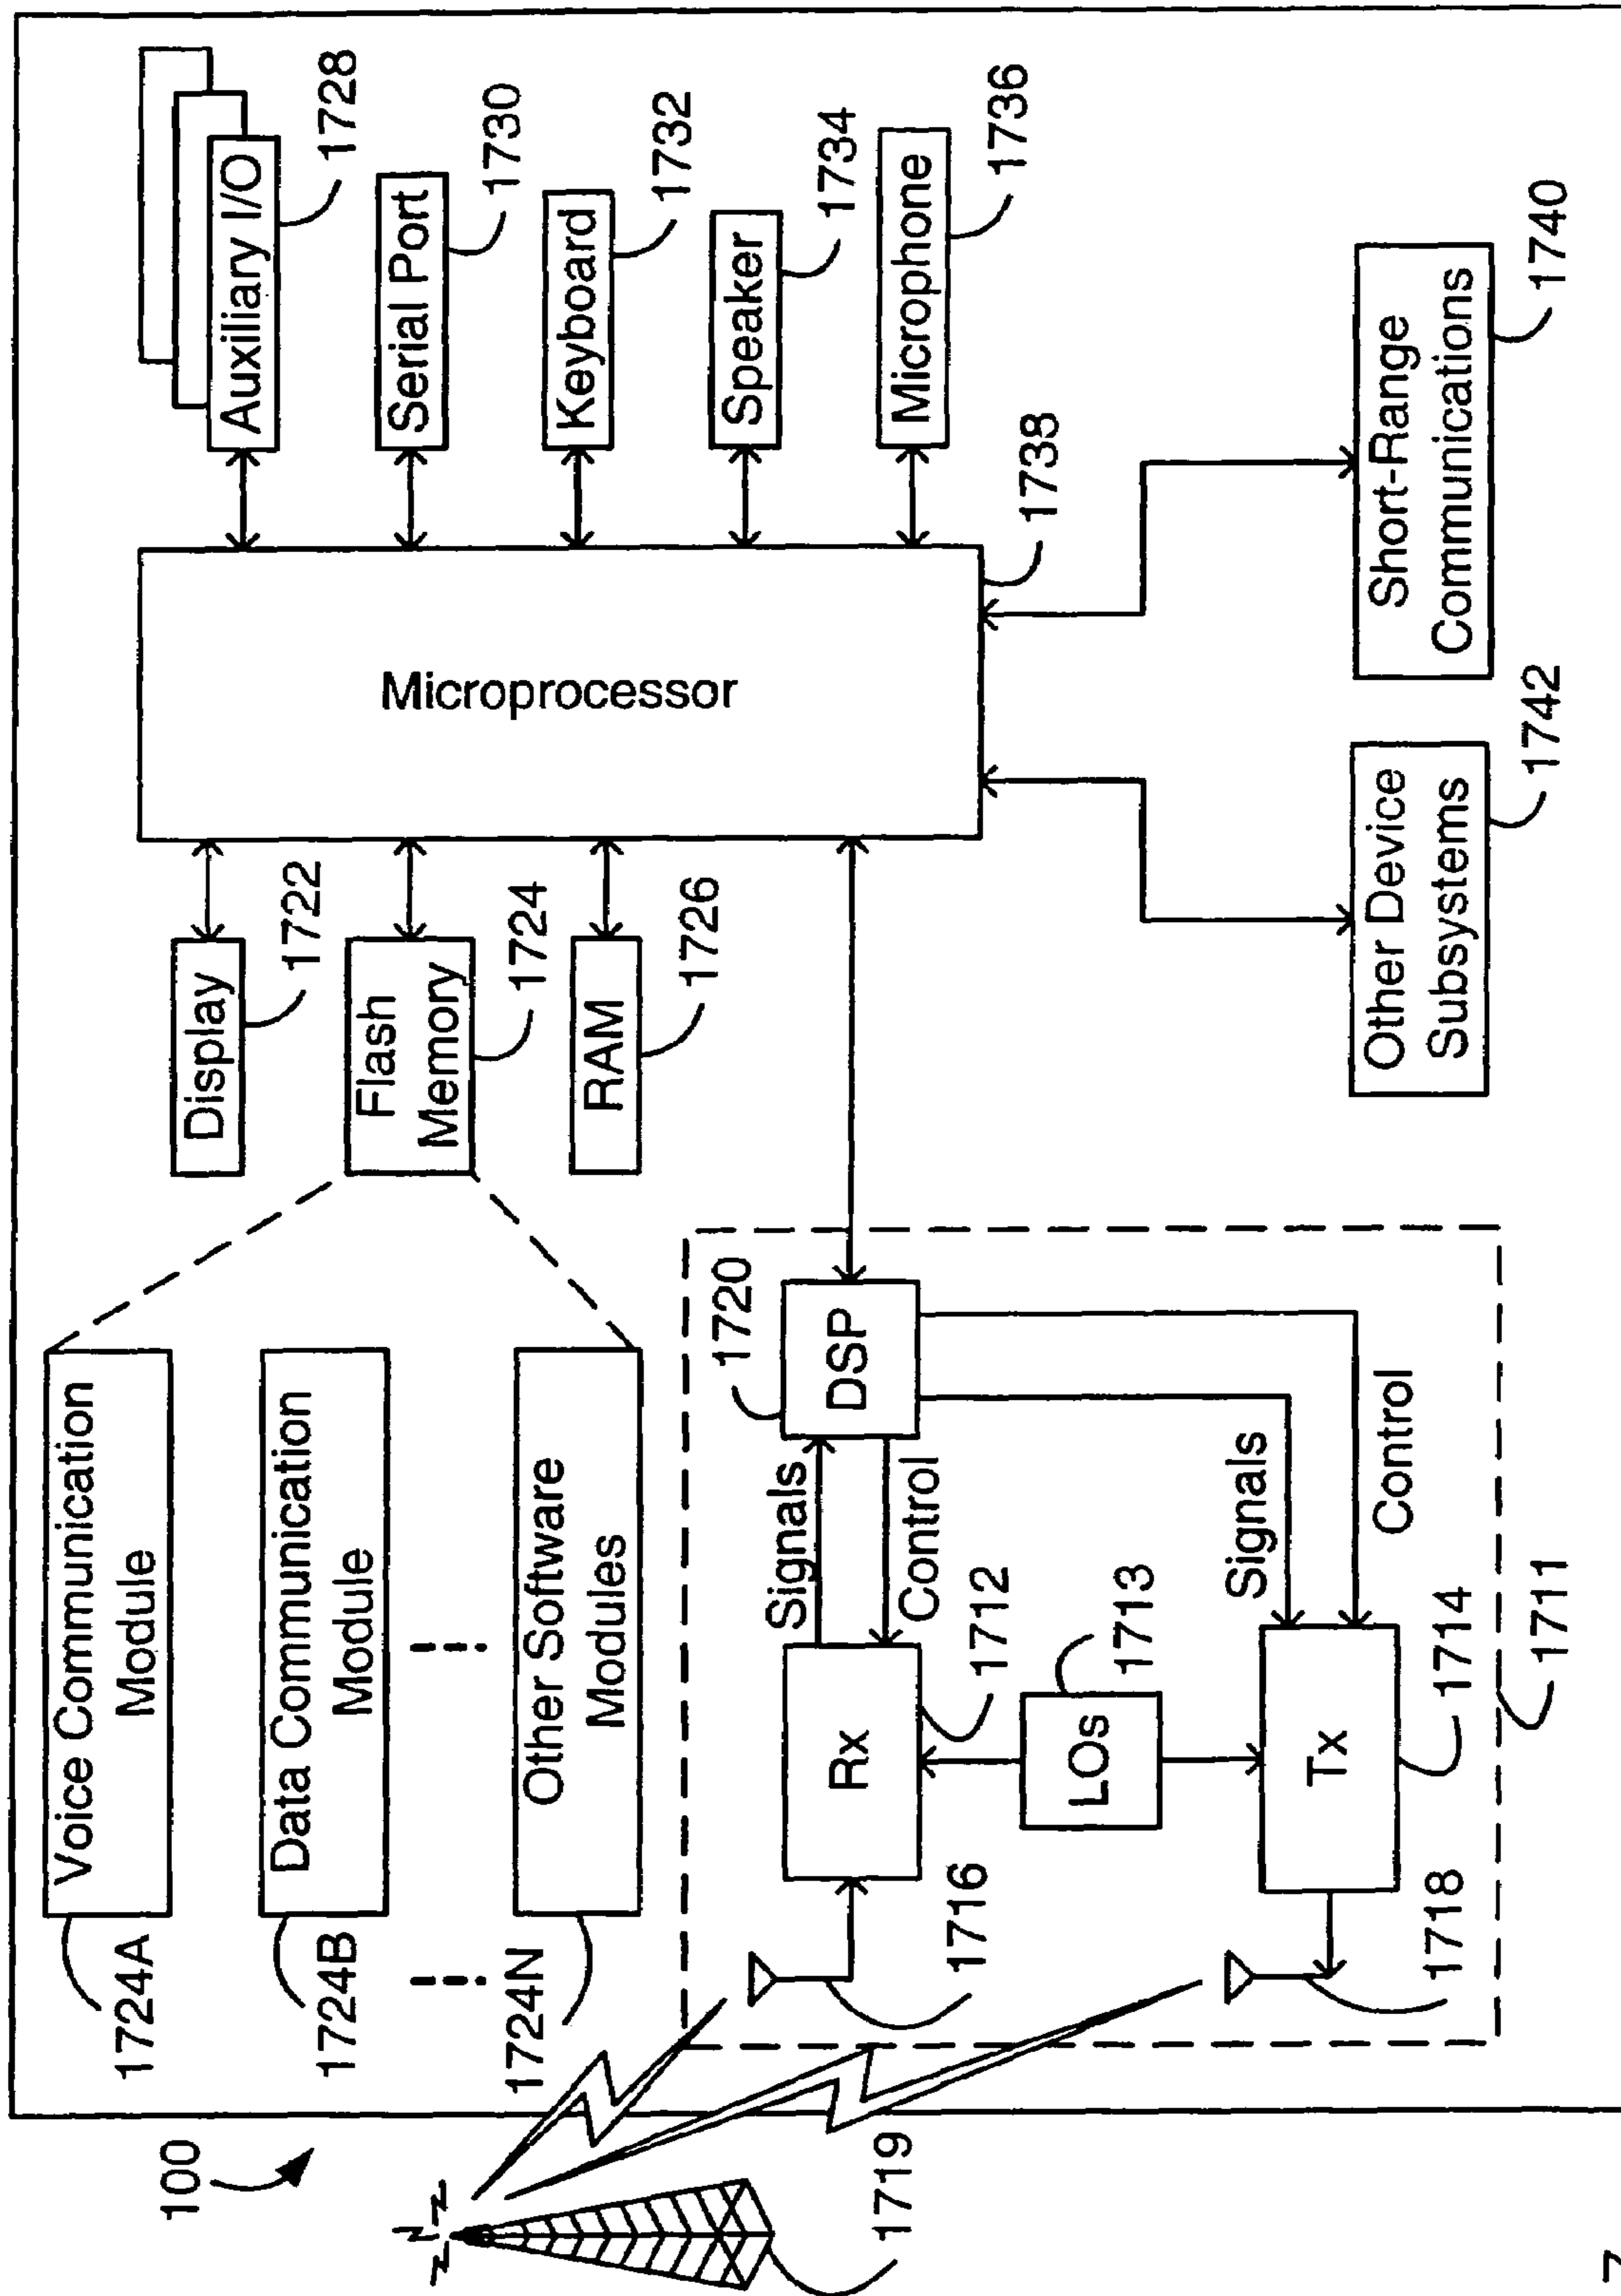 100
1719
1724A
Voice Communication
Module
1724B
Data Communication
Module
1724N
Other Software
Modules
Display
1722
Flash
Memory
1724
RAM
1726
Microprocessor
1738
Auxiliary I/O
1728
Serial Port
1730
Keyboard
1732
Speaker
1734
Microphone
1736
Short-Range
Communications
1740
Other Device
Subsystems
1742
1720
DSP
Signals
Control
Rx
1712
LOs
1713
Signals
Control
Tx
1714
1711
1716
1718
7